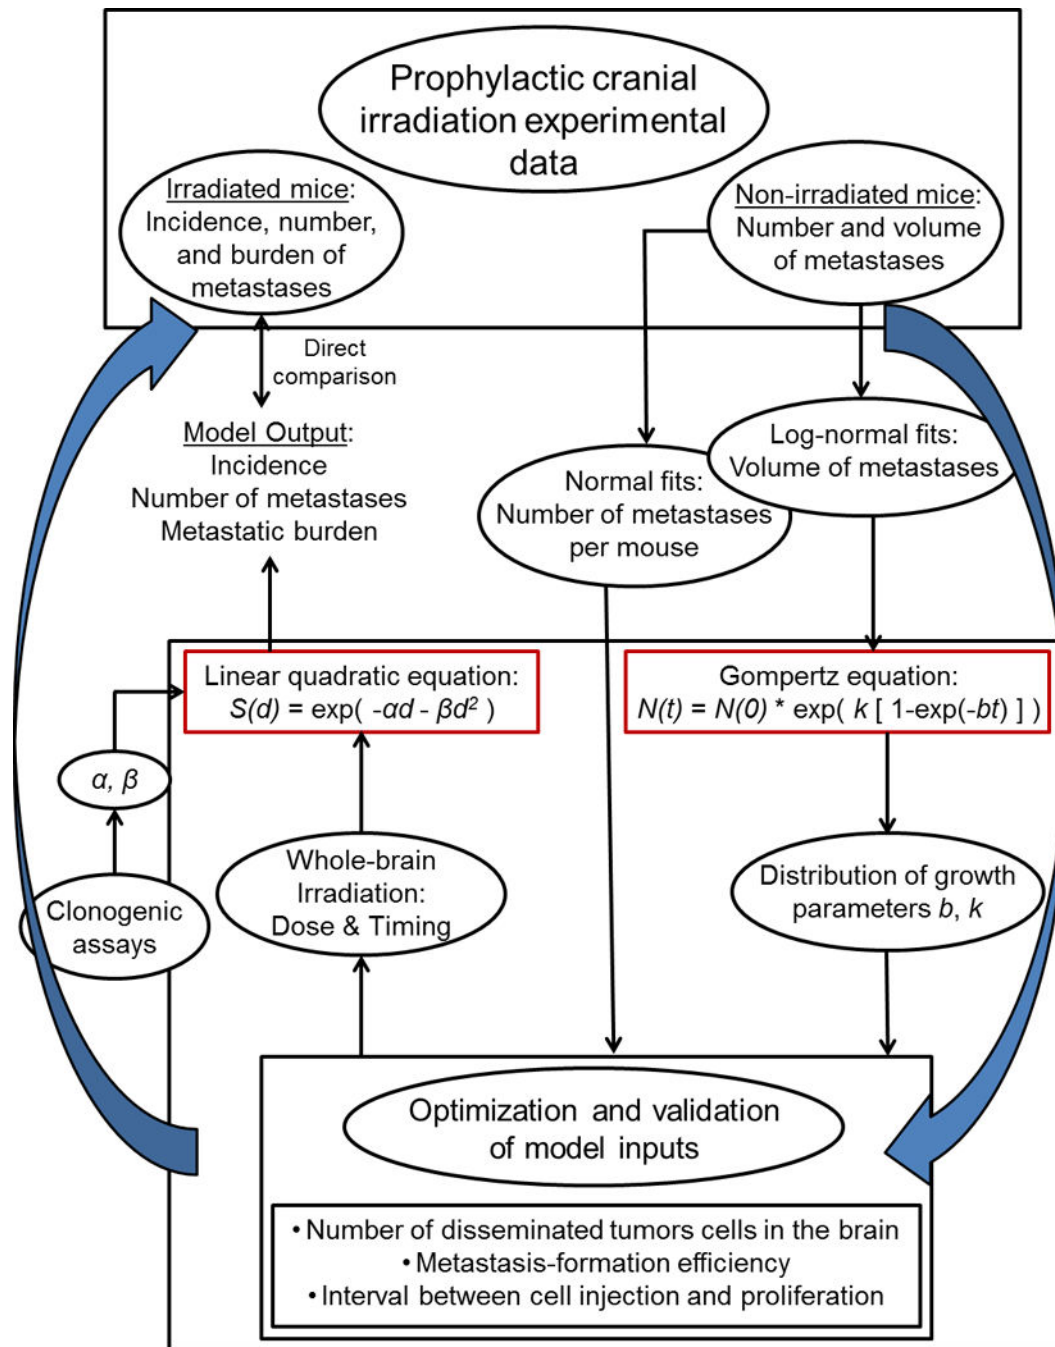 Prophylactic cranial
irradiation experimental
data
Irradiated mice:
Incidence, number,
and burden of
metastases
Non-irradiated mice:
Number and volume
of metastases
Direct
comparison
Model Output:
Incidence
Number of metastases
Metastatic burden
Normal fits:
Number of metastases
per mouse
Log-normal fits:
Volume of metastases
Linear quadratic equation:
S(d) = exp( -αd - βd²)
Gompertz equation:
N(t) = N(0) * exp( k [ 1-exp(-bt) ] )
α, β
Clonogenic
assays
Whole-brain
Irradiation:
Dose & Timing
Distribution of growth
parameters b, k
Optimization and validation
of model inputs
• Number of disseminated tumors cells in the brain
• Metastasis-formation efficiency
• Interval between cell injection and proliferation